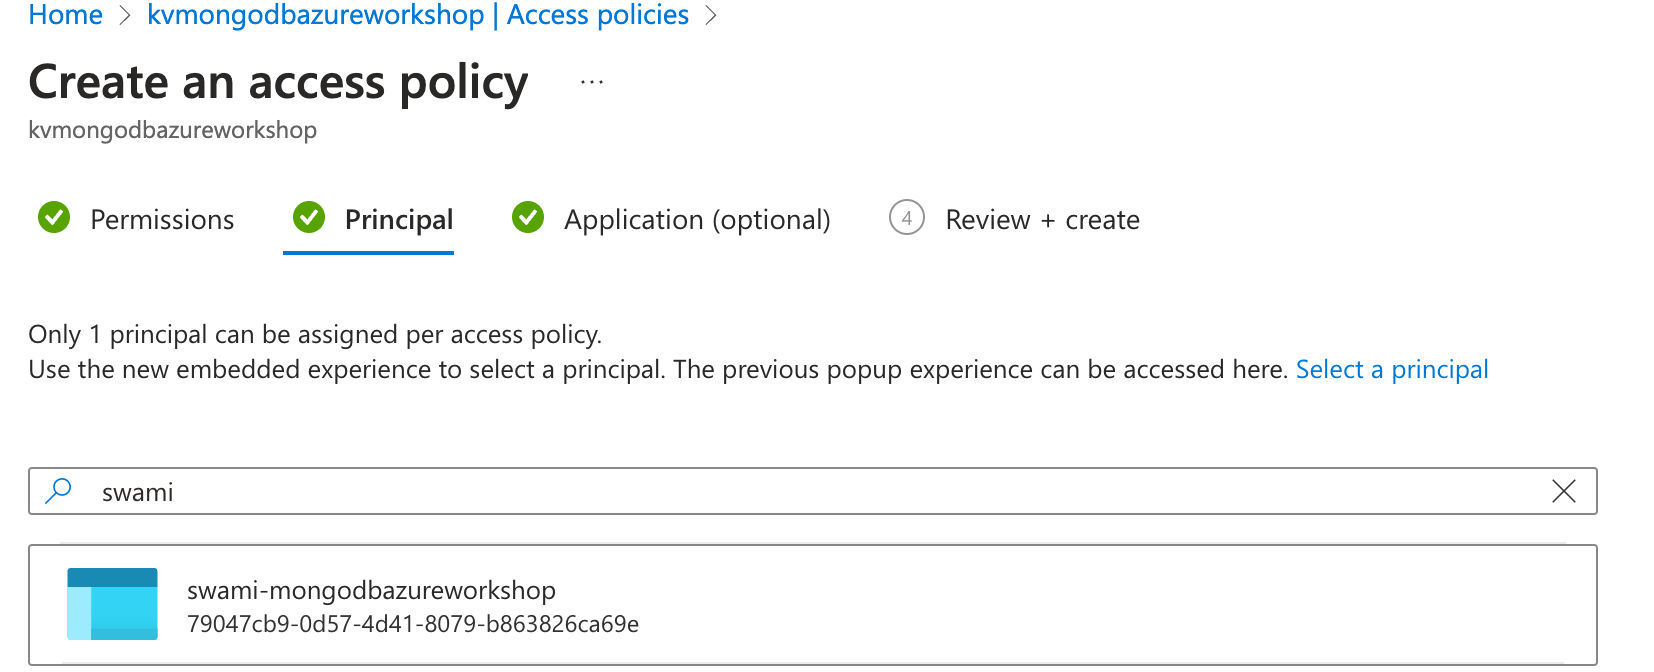 Home > kvmongodbazureworkshop | Access policies >
Create an access policy ...
kvmongodbazureworkshop
Permissions Principal Application (optional) 4 Review + create
Only 1 principal can be assigned per access policy.
Use the new embedded experience to select a principal. The previous popup experience can be accessed here. Select a principal
swami
swami-mongodbazureworkshop
79047cb9-0d57-4d41-8079-b863826ca69e